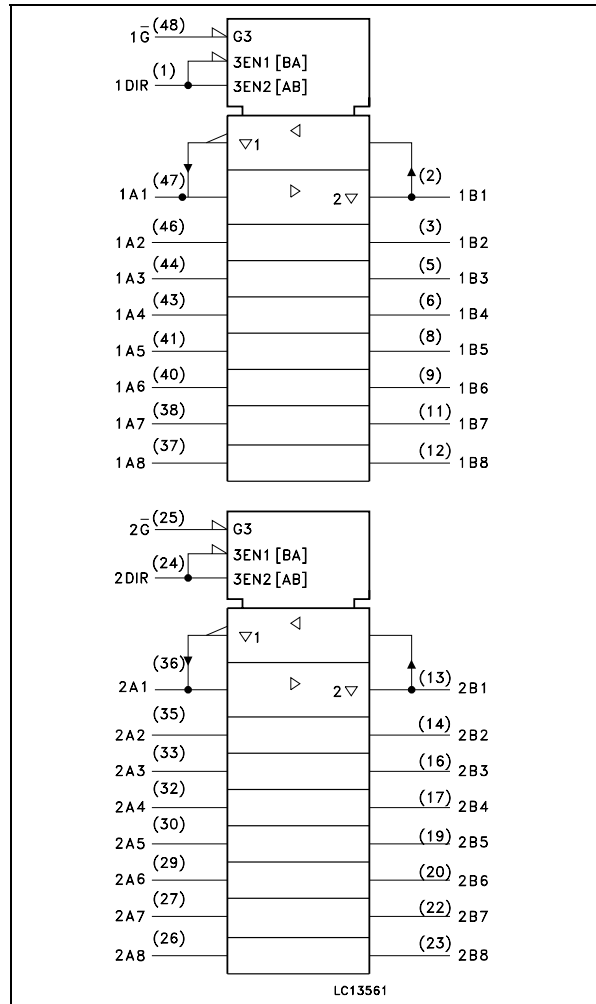 1G̅ (48) G3
3EN1 [BA]
1DIR (1) 3EN2 [AB]
▽1 ◁
1A1 (47) ▷ 2▽ (2) 1B1
1A2 (46) (3) 1B2
1A3 (44) (5) 1B3
1A4 (43) (6) 1B4
1A5 (41) (8) 1B5
1A6 (40) (9) 1B6
1A7 (38) (11) 1B7
1A8 (37) (12) 1B8
2G̅ (25) G3
3EN1 [BA]
2DIR (24) 3EN2 [AB]
▽1 ◁
2A1 (36) ▷ 2▽ (13) 2B1
2A2 (35) (14) 2B2
2A3 (33) (16) 2B3
2A4 (32) (17) 2B4
2A5 (30) (19) 2B5
2A6 (29) (20) 2B6
2A7 (27) (22) 2B7
2A8 (26) (23) 2B8
LC13561